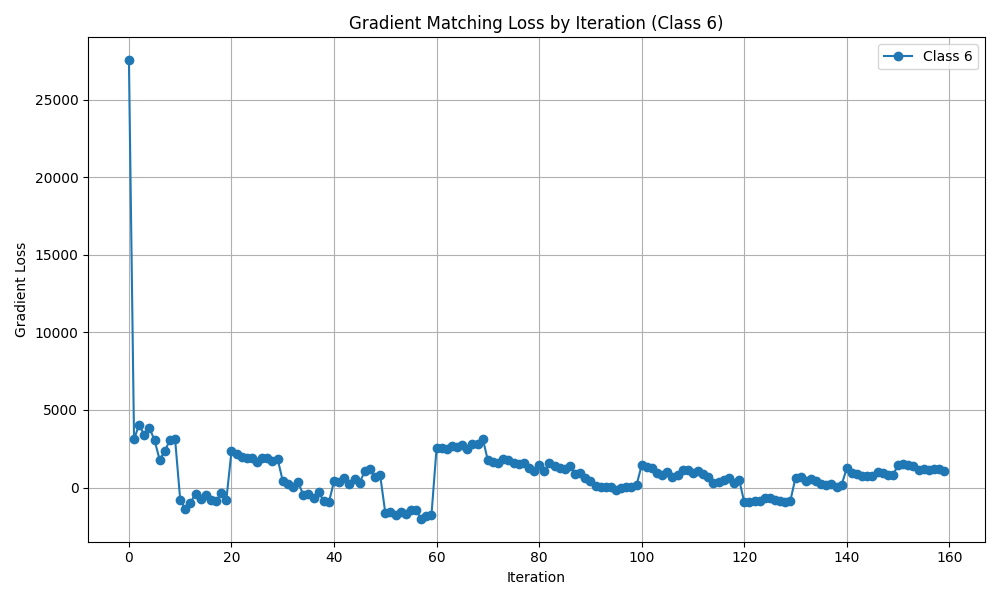 Gradient Matching Loss by Iteration (Class 6)
Class 6
Gradient Loss
25000
20000
15000
10000
5000
0
0 20 40 60 80 100 120 140 160
Iteration